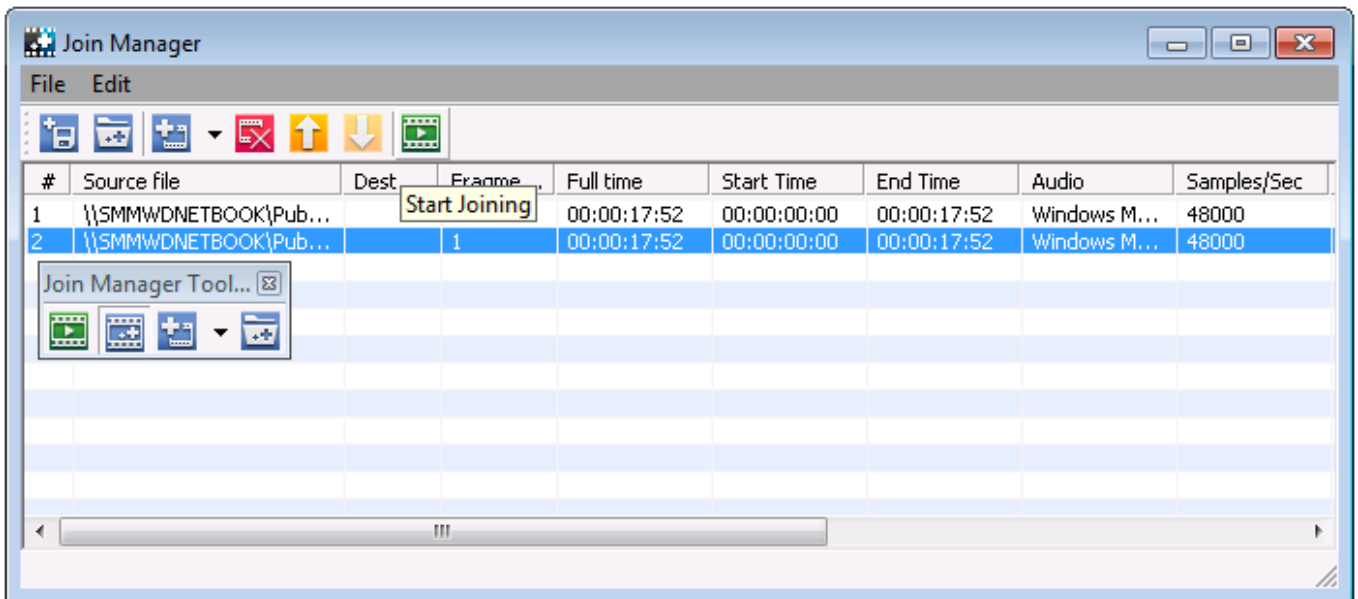 Join Manager
File Edit
# Source file Dest Fragme... Full time Start Time End Time Audio Samples/Sec
Start Joining
1 \\SMMWDNETBOOK\Pub... 00:00:17:52 00:00:00:00 00:00:17:52 Windows M... 48000
2 \\SMMWDNETBOOK\Pub... 1 00:00:17:52 00:00:00:00 00:00:17:52 Windows M... 48000
Join Manager Tool...